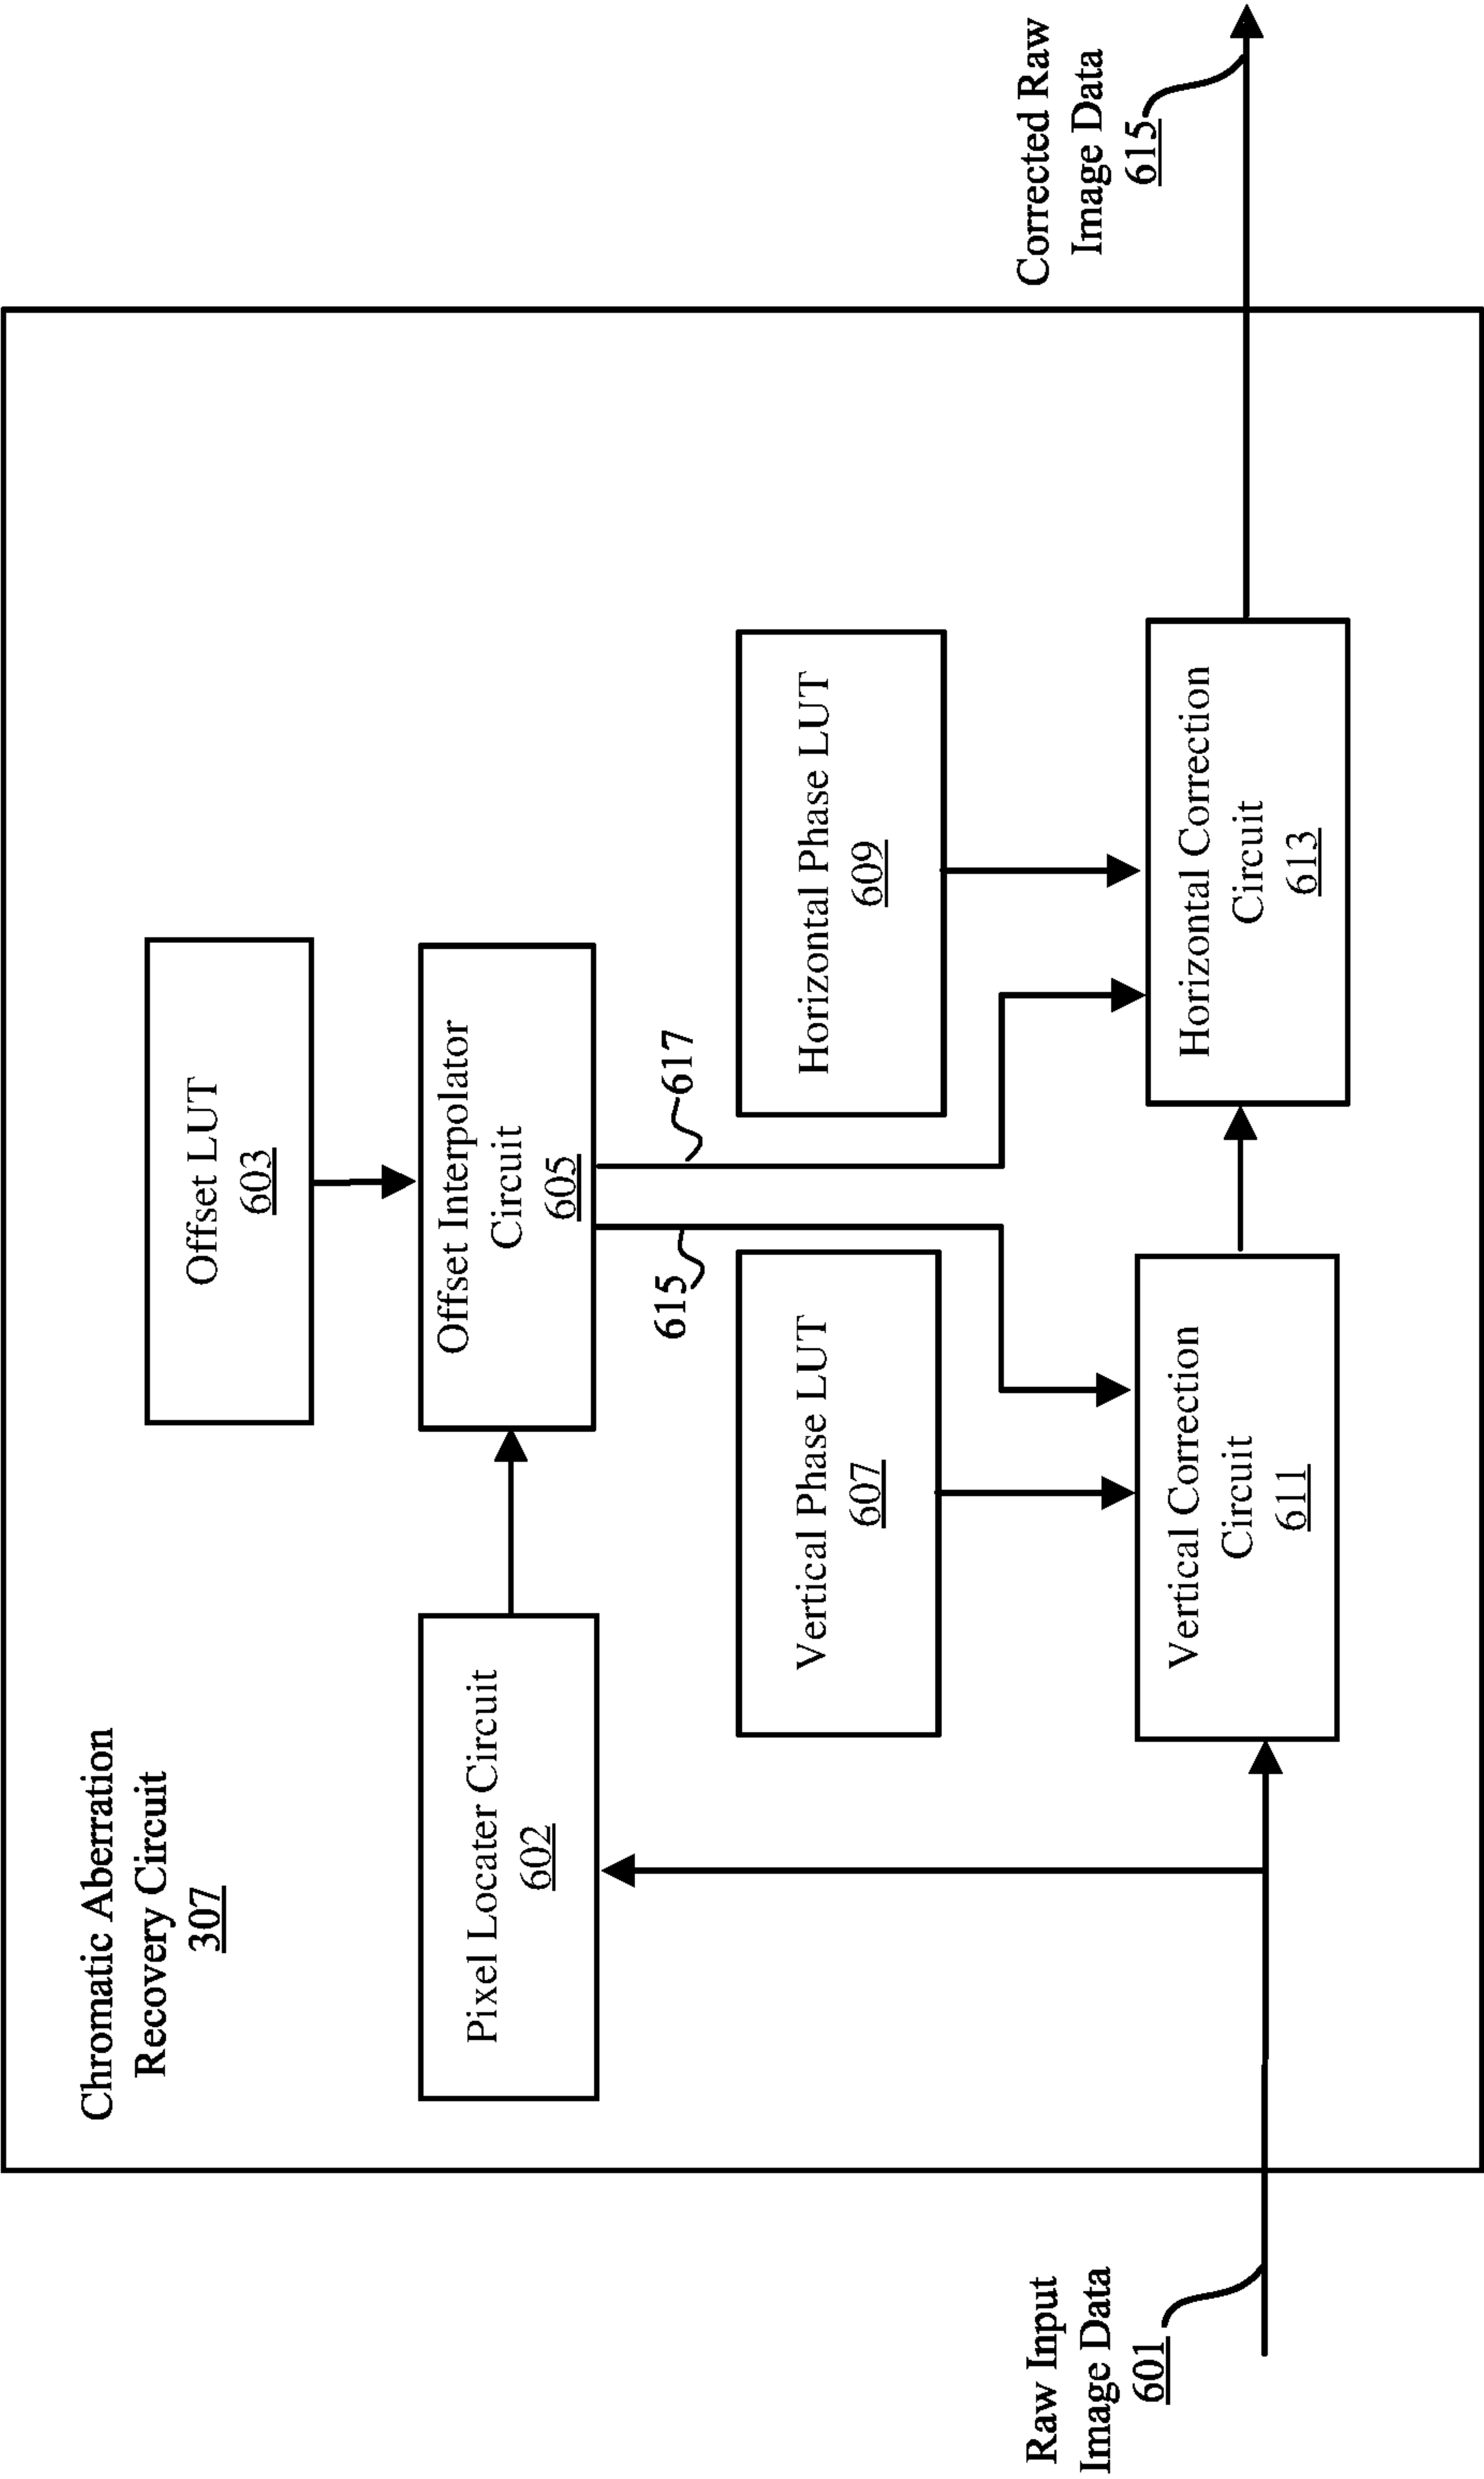 Chromatic Aberration
Recovery Circuit
307
Offset LUT
603
Pixel Locater Circuit
602
Offset Interpolator
Circuit
605
615
617
Vertical Phase LUT
607
Horizontal Phase LUT
609
Raw Input
Image Data
601
Vertical Correction
Circuit
611
Horizontal Correction
Circuit
613
Corrected Raw
Image Data
615